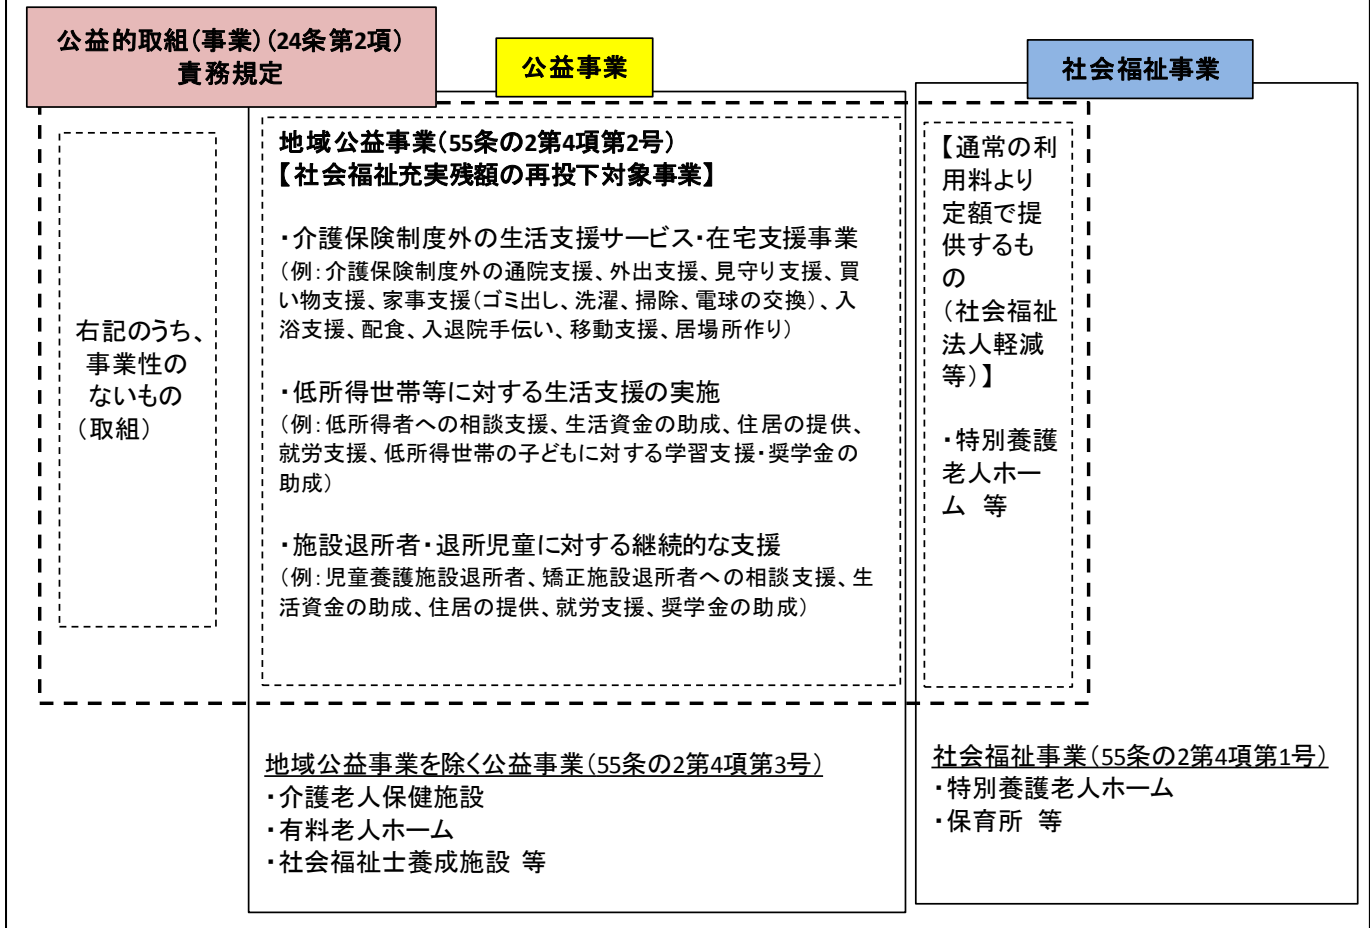 公益的取組(事業)(24条第2項)
責務規定
公益事業
社会福祉事業
右記のうち、
事業性の
ないもの
(取組)
地域公益事業(55条の2第4項第2号)
【社会福祉充実残額の再投下対象事業】
・介護保険制度外の生活支援サービス・在宅支援事業
(例:介護保険制度外の通院支援、外出支援、見守り支援、買
い物支援、家事支援(ゴミ出し、洗濯、掃除、電球の交換)、入
浴支援、配食、入退院手伝い、移動支援、居場所作り)
・低所得世帯等に対する生活支援の実施
(例:低所得者への相談支援、生活資金の助成、住居の提供、
就労支援、低所得世帯の子どもに対する学習支援・奨学金の
助成)
・施設退所者・退所児童に対する継続的な支援
(例:児童養護施設退所者、矯正施設退所者への相談支援、生
活資金の助成、住居の提供、就労支援、奨学金の助成)
【通常の利
用料より
定額で提
供するも
の
(社会福祉
法人軽減
等)】
・特別養護
老人ホー
ム 等
地域公益事業を除く公益事業(55条の2第4項第3号)
・介護老人保健施設
・有料老人ホーム
・社会福祉士養成施設 等
社会福祉事業(55条の2第4項第1号)
・特別養護老人ホーム
・保育所 等